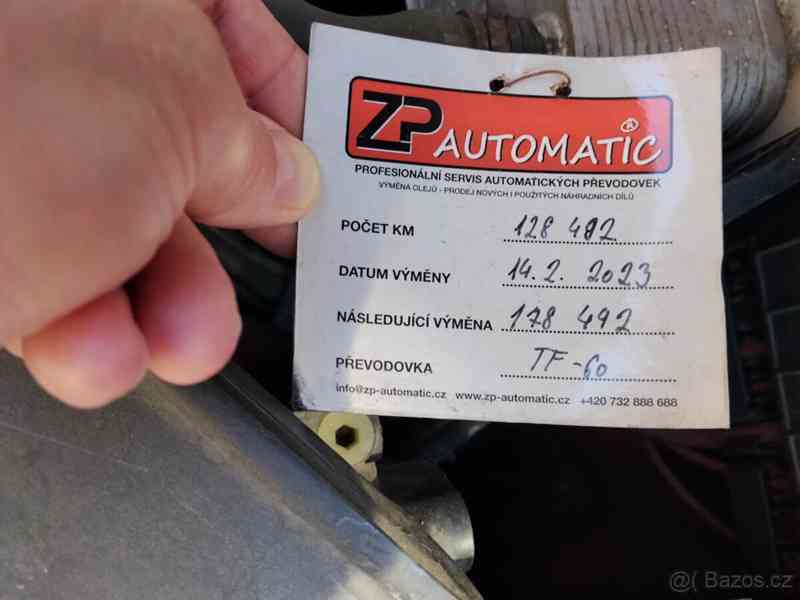 ZP AUTOMATIC ®
PROFESIONÁLNÍ SERVIS AUTOMATICKÝCH PŘEVODOVEK
VÝMĚNA OLEJŮ - PRODEJ NOVÝCH I POUŽITÝCH NÁHRADNÍCH DÍLŮ
POČET KM 128 492
DATUM VÝMĚNY 14. 2. 2023
NÁSLEDUJÍCÍ VÝMĚNA 178 492
PŘEVODOVKA TF-60
info@zp-automatic.cz www.zp-automatic.cz +420 732 888 688
Bazos.cz